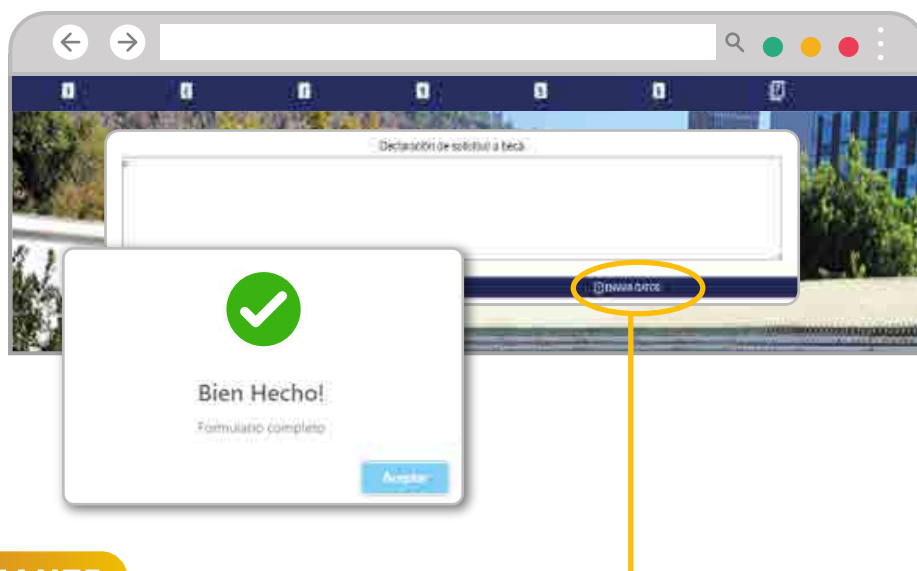 Declaración de solicitud a beca
ENVIAR DATOS
Bien Hecho!
Formulario completo
Aceptar